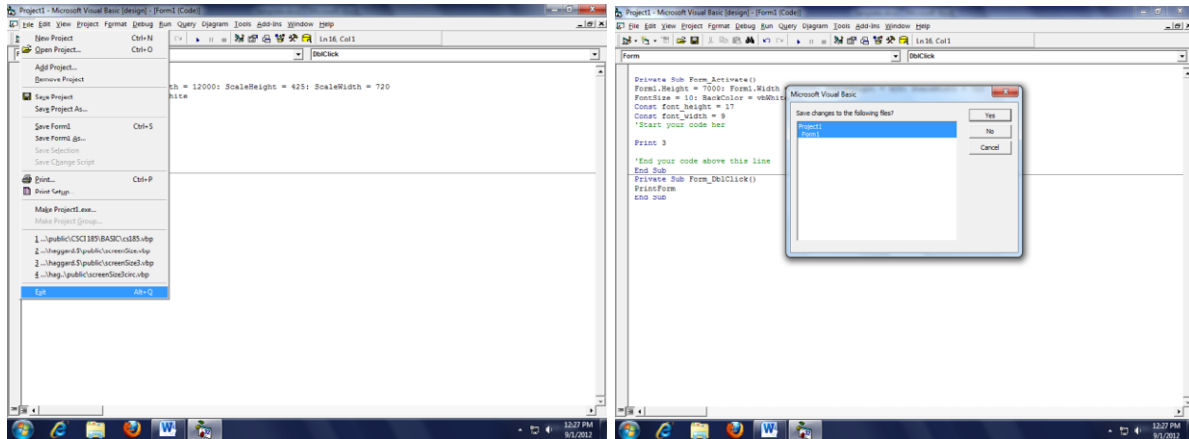 Project1 - Microsoft Visual Basic [design] - [Form1 (Code)]
File Edit View Project Format Debug Run Query Diagram Tools Add-Ins Window Help
New Project Ctrl+N
Open Project... Ctrl+O
Add Project...
Remove Project
Save Project
Save Project As...
Save Form1 Ctrl+S
Save Form1 As...
Save Selection
Save Change Script
Print... Ctrl+P
Print Setup...
Make Project1.exe...
Make Project Group...
1 ...\public\CSCI185\BASIC\cs185.vbp
2 ...\haggard.$\public\screenSize.vbp
3 ...\haggard.$\public\screenSize3.vbp
4 ...\hag..\public\screenSize3circ.vbp
Exit Alt+Q
Ln 16, Col 1
DblClick
th = 12000: ScaleHeight = 425: ScaleWidth = 720
hite
12:27 PM
9/1/2012
Project1 - Microsoft Visual Basic [design] - [Form1 (Code)]
File Edit View Project Format Debug Run Query Diagram Tools Add-Ins Window Help
Ln 16, Col 1
Form DblClick
Private Sub Form_Activate()
Form1.Height = 7000: Form1.Width
FontSize = 10: BackColor = vbWhit
Const font_height = 17
Const font_width = 9
'Start your code her
Print 3
'End your code above this line
End Sub
Private Sub Form_DblClick()
PrintForm
End Sub
Microsoft Visual Basic
Save changes to the following files?
Project1
Form1
Yes
No
Cancel
12:27 PM
9/1/2012